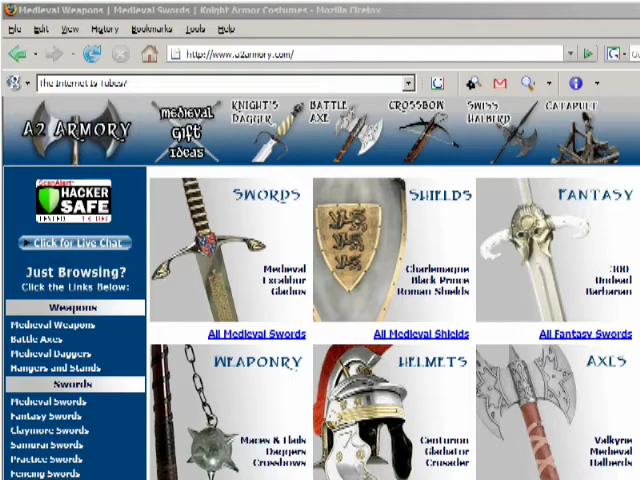 Medieval Weapons | Medieval Swords | Knight Armor Costumes - Mozilla Firefox
File Edit View History Bookmarks Tools Help
http://www.a2armory.com/
The Internet Is Tubes?
A2 ARMORY
MEDIEVAL GIFT IDEAS
KNIGHT'S DAGGER
BATTLE AXE
CROSSBOW
SWISS HALBERD
CATAPULT
HACKER SAFE
Click for Live Chat
Just Browsing?
Click the Links Below:
Weapons
Medieval Weapons
Battle Axes
Medieval Daggers
Hangers and Stands
Swords
Medieval Swords
Fantasy Swords
Claymore Swords
Samurai Swords
Practice Swords
Fencing Swords
SWORDS
Medieval
Excalibur
Gladius
All Medieval Swords
SHIELDS
Charlemagne
Black Prince
Roman Shields
All Medieval Shields
FANTASY
300
Undead
Barbarian
All Fantasy Swords
WEAPONRY
Maces & Flails
Daggers
Crossbows
HELMETS
Centurion
Gladiator
Crusader
AXES
Valkyrie
Medieval
Halberds